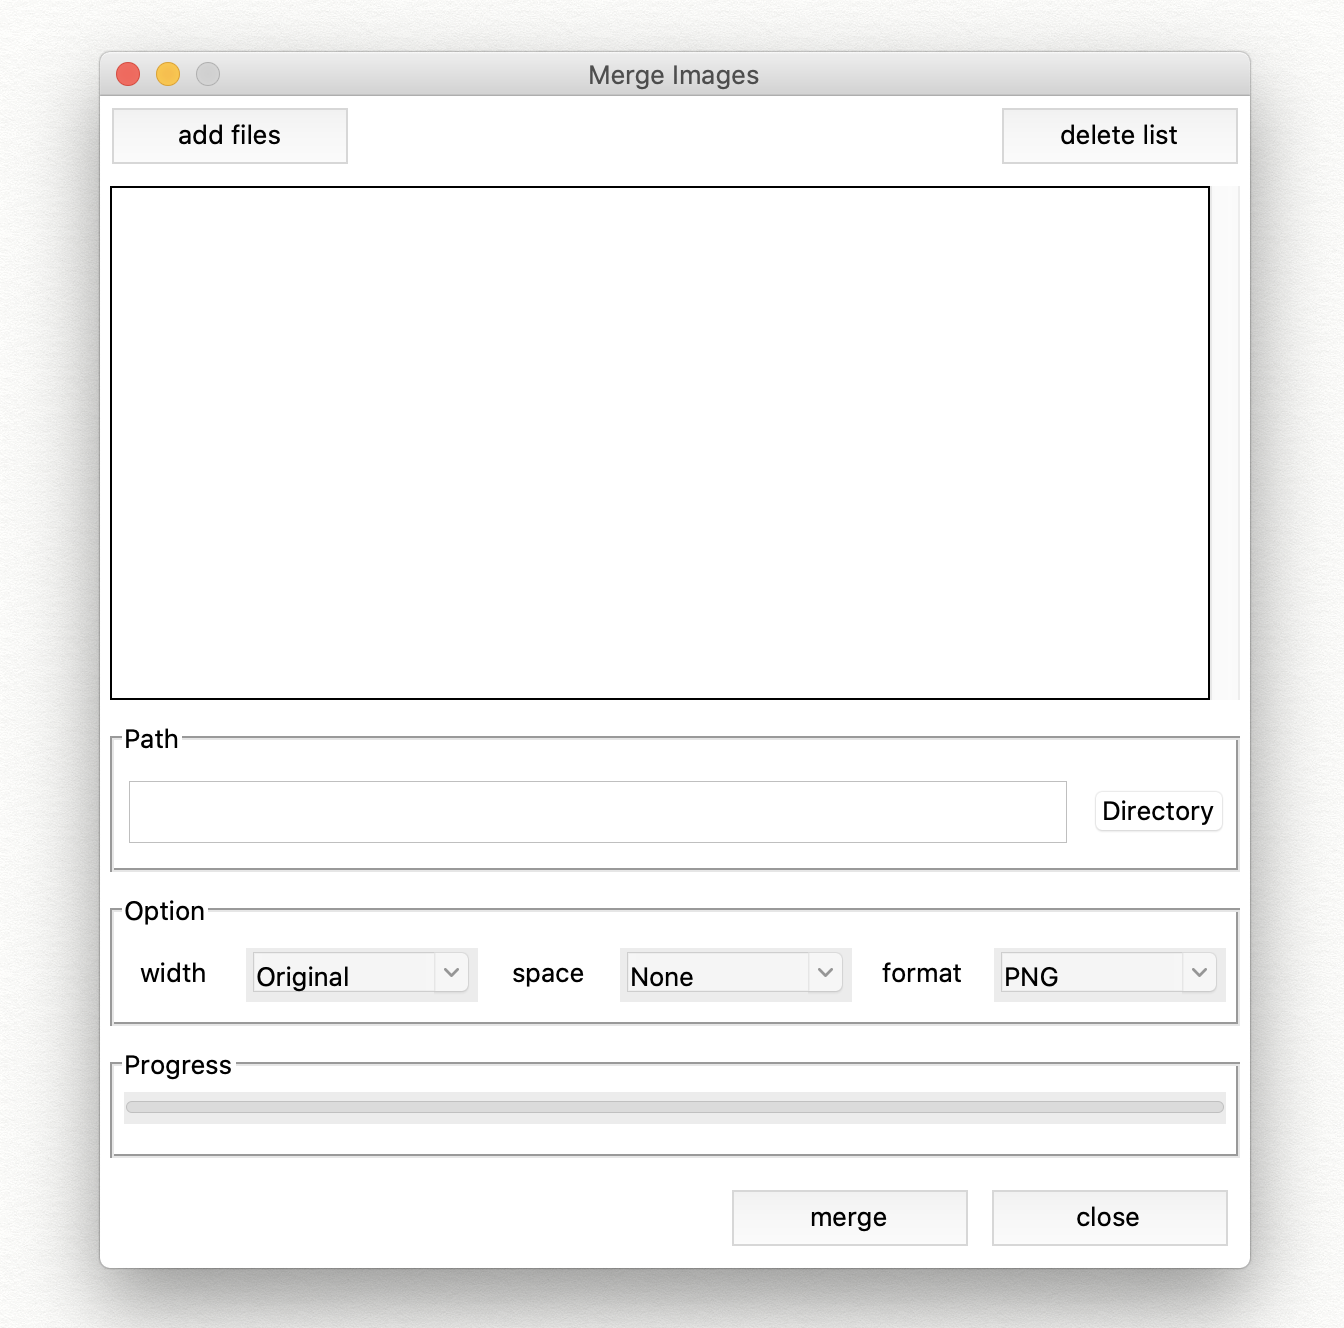 Merge Images
add files delete list
Path
Directory
Option
width Original space None format PNG
Progress
merge close